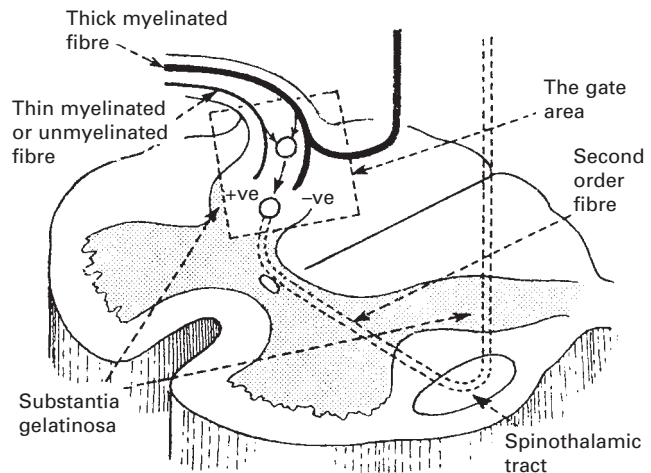 Thick myelinated
fibre
The gate
area
Thin myelinated
or unmyelinated
fibre
Second
order
fibre
+ve
–ve
Substantia
gelatinosa
Spinothalamic
tract